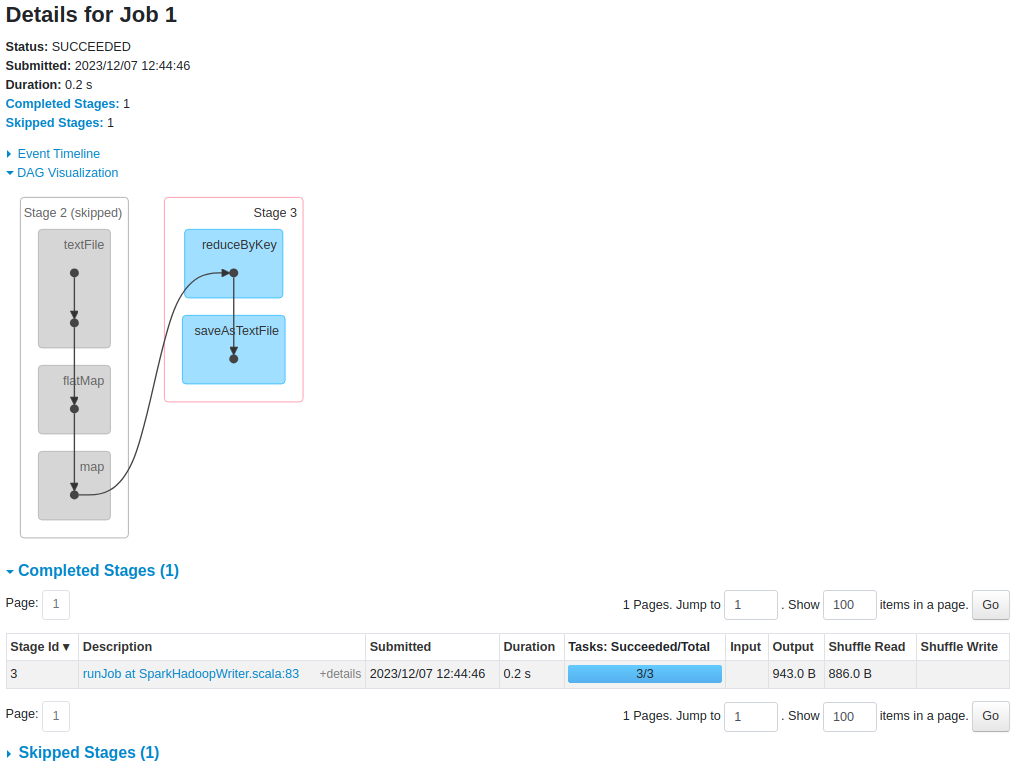 Details for Job 1
Status: SUCCEEDED
Submitted: 2023/12/07 12:44:46
Duration: 0.2 s
Completed Stages: 1
Skipped Stages: 1
Event Timeline
DAG Visualization
Stage 2 (skipped)
textFile
flatMap
map
Stage 3
reduceByKey
saveAsTextFile
Completed Stages (1)
Page: 1 1 Pages. Jump to 1 . Show 100 items in a page. Go
Stage Id ▾ Description Submitted Duration Tasks: Succeeded/Total Input Output Shuffle Read Shuffle Write
3 runJob at SparkHadoopWriter.scala:83 +details 2023/12/07 12:44:46 0.2 s 3/3 943.0 B 886.0 B
Page: 1 1 Pages. Jump to 1 . Show 100 items in a page. Go
Skipped Stages (1)